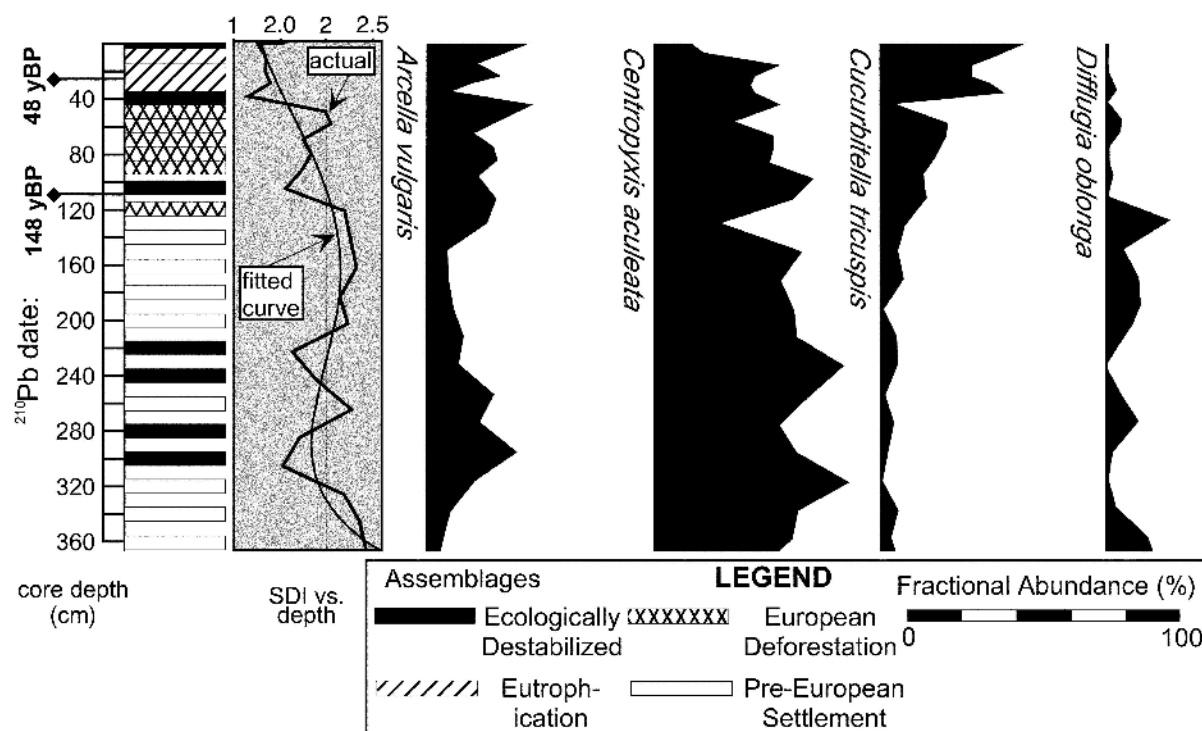 1 2.0 2 2.5
actual
fitted
curve
48 yBP
148 yBP
²¹⁰Pb date:
40
80
120
160
200
240
280
320
360
Arcella vulgaris
Centropyxis aculeata
Cucurbitella tricuspis
Difflugia oblonga
core depth
(cm)
SDI vs.
depth
LEGEND
Assemblages
Ecologically
Destabilized
European
Deforestation
Eutroph-
ication
Pre-European
Settlement
Fractional Abundance (%)
0 100